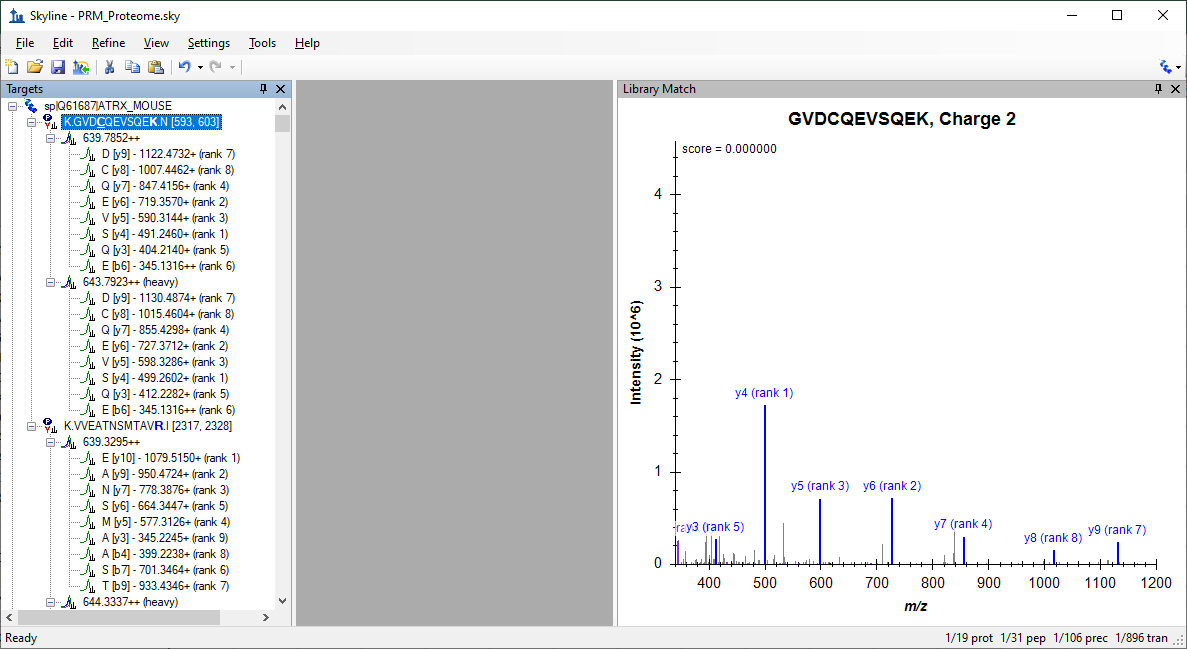 Skyline - PRM_Proteome.sky
File Edit Refine View Settings Tools Help
Targets
sp|Q61687|ATRX_MOUSE
K.GVDCQEVSQEK.N [593, 603]
639.7852++
D [y9] - 1122.4732+ (rank 7)
C [y8] - 1007.4462+ (rank 8)
Q [y7] - 847.4156+ (rank 4)
E [y6] - 719.3570+ (rank 2)
V [y5] - 590.3144+ (rank 3)
S [y4] - 491.2460+ (rank 1)
Q [y3] - 404.2140+ (rank 5)
E [b6] - 345.1316++ (rank 6)
643.7923++ (heavy)
D [y9] - 1130.4874+ (rank 7)
C [y8] - 1015.4604+ (rank 8)
Q [y7] - 855.4298+ (rank 4)
E [y6] - 727.3712+ (rank 2)
V [y5] - 598.3286+ (rank 3)
S [y4] - 499.2602+ (rank 1)
Q [y3] - 412.2282+ (rank 5)
E [b6] - 345.1316++ (rank 6)
K.VVEATNSMTAVR.I [2317, 2328]
639.3295++
E [y10] - 1079.5150+ (rank 1)
A [y9] - 950.4724+ (rank 2)
N [y7] - 778.3876+ (rank 3)
S [y6] - 664.3447+ (rank 5)
M [y5] - 577.3126+ (rank 4)
A [y3] - 345.2245+ (rank 9)
A [b4] - 399.2238+ (rank 8)
S [b7] - 701.3464+ (rank 6)
T [b9] - 933.4346+ (rank 7)
644.3337++ (heavy)
Library Match
GVDCQEVSQEK, Charge 2
score = 0.000000
Intensity (10^6)
4
3
2
1
0
y4 (rank 1)
y5 (rank 3) y6 (rank 2)
y3 (rank 5) y7 (rank 4) y8 (rank 8) y9 (rank 7)
400 500 600 700 800 900 1000 1100 1200
m/z
Ready
1/19 prot 1/31 pep 1/106 prec 1/896 tran